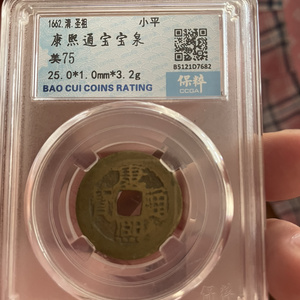 1662.清.圣祖 小平
康熙通宝宝泉
美75
25.0*1.0mm*3.2g
BAO CUI COINS RATING
B5121D7682
保粹
CCGA